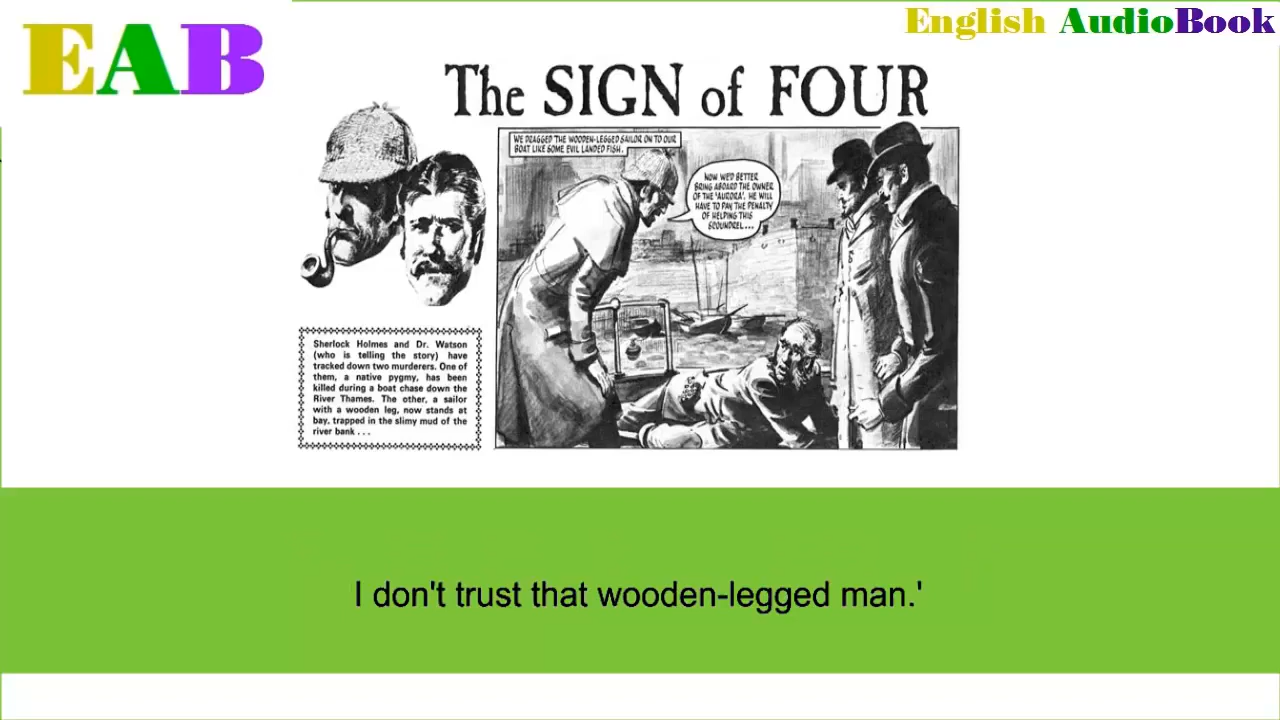 EAB
English AudioBook
The SIGN of FOUR
WE DRAGGED THE WOODEN-LEGGED SAILOR ON TO OUR
BOAT LIKE SOME EVIL LANDED FISH.
NOW WE'D BETTER
BRING ABOARD THE OWNER
OF THE 'AURORA'. HE WILL
HAVE TO PAY THE PENALTY
OF HELPING THIS
SCOUNDREL...
Sherlock Holmes and Dr. Watson
(who is telling the story) have
tracked down two murderers. One of
them, a native pygmy, has been
killed during a boat chase down the
River Thames. The other, a sailor
with a wooden leg, now stands at
bay, trapped in the slimy mud of the
river bank . . .
I don't trust that wooden-legged man.'